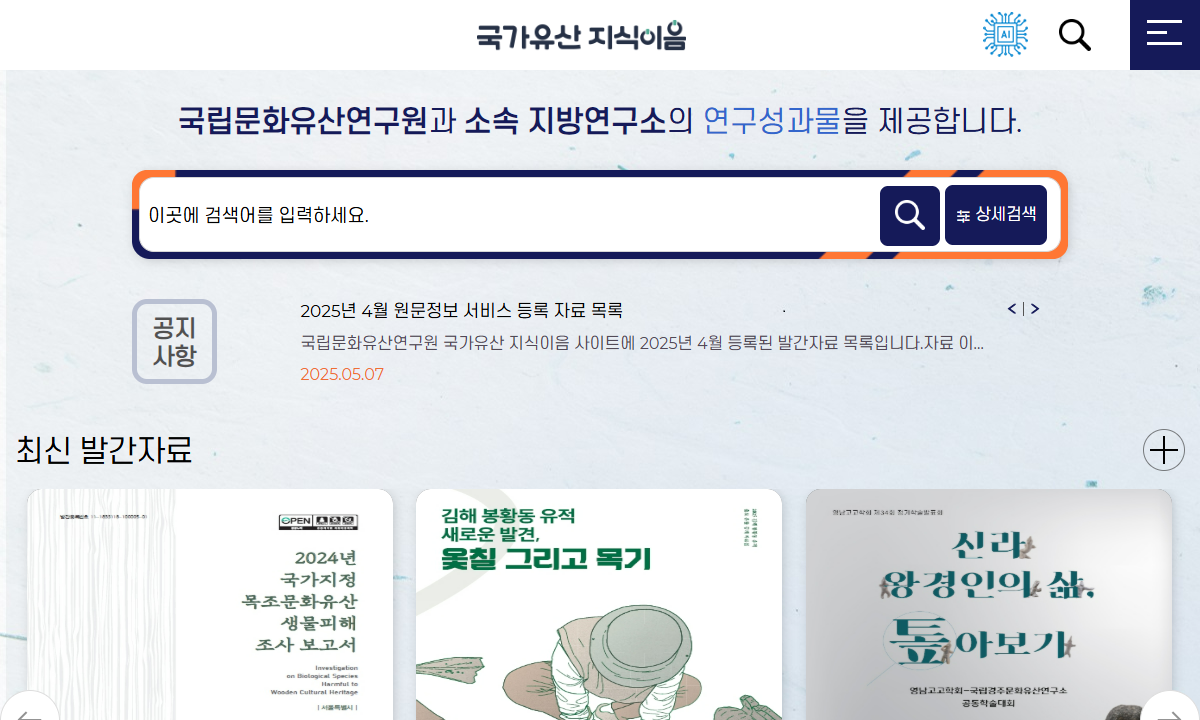 국가유산 지식이음
AI
국립문화유산연구원과 소속 지방연구소의 연구성과물을 제공합니다.
이곳에 검색어를 입력하세요.
상세검색
공지
사항
2025년 4월 원문정보 서비스 등록 자료 목록
국립문화유산연구원 국가유산 지식이음 사이트에 2025년 4월 등록된 발간자료 목록입니다.자료 이...
2025.05.07
최신 발간자료
OPEN
2024년
국가지정
목조문화유산
생물피해
조사 보고서
Investigation
on Biological Species
Harmful to
Wooden Cultural Heritage
[ 서울특별시 ]
김해 봉황동 유적
새로운 발견,
옻칠 그리고 목기
영남고고학회 제34회 정기학술발표회
신라
왕경인의 삶,
톺아보기
영남고고학회-국립경주문화유산연구소
공동학술대회